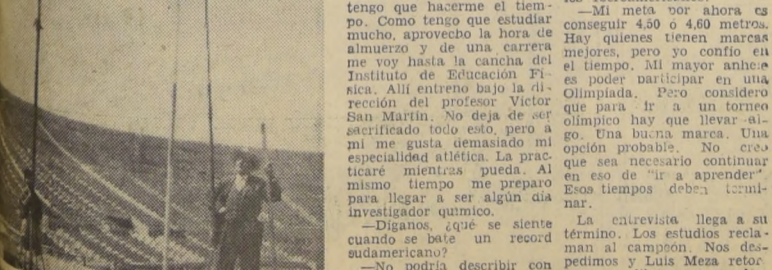 tengo que hacerme el tiem-
po. Como tengo que estudiar
mucho, aprovecho la hora de
almuerzo y de una carrera
me voy hasta la cancha del
Instituto de Educación Fí-
sica. Allí entreno bajo la di-
rección del profesor Víctor
San Martín. No deja de ser
sacrificado todo esto, pero a
mi me gusta demasiado mi
especialidad atlética. La prac-
ticaré mientras pueda. Al
mismo tiempo me preparo
para llegar a ser algún día
investigador químico.
—Díganos, ¿qué se siente
cuando se bate un record
sudamericano?
—No podría describir con
—Mi meta por ahora es
conseguir 4,50 ó 4,60 metros.
Hay quienes tienen marcas
mejores, pero yo confío en
el tiempo. Mi mayor anhelo
es poder participar en una
Olimpíada. Pero considero
que para ir a un torneo
olímpico hay que llevar al-
go. Una buena marca. Una
opción probable. No creo
que sea necesario continuar
en eso de "ir a aprender".
Esos tiempos deben termi-
nar.
La entrevista llega a su
término. Los estudios recla-
man al campeón. Nos des-
pedimos y Luis Meza retor